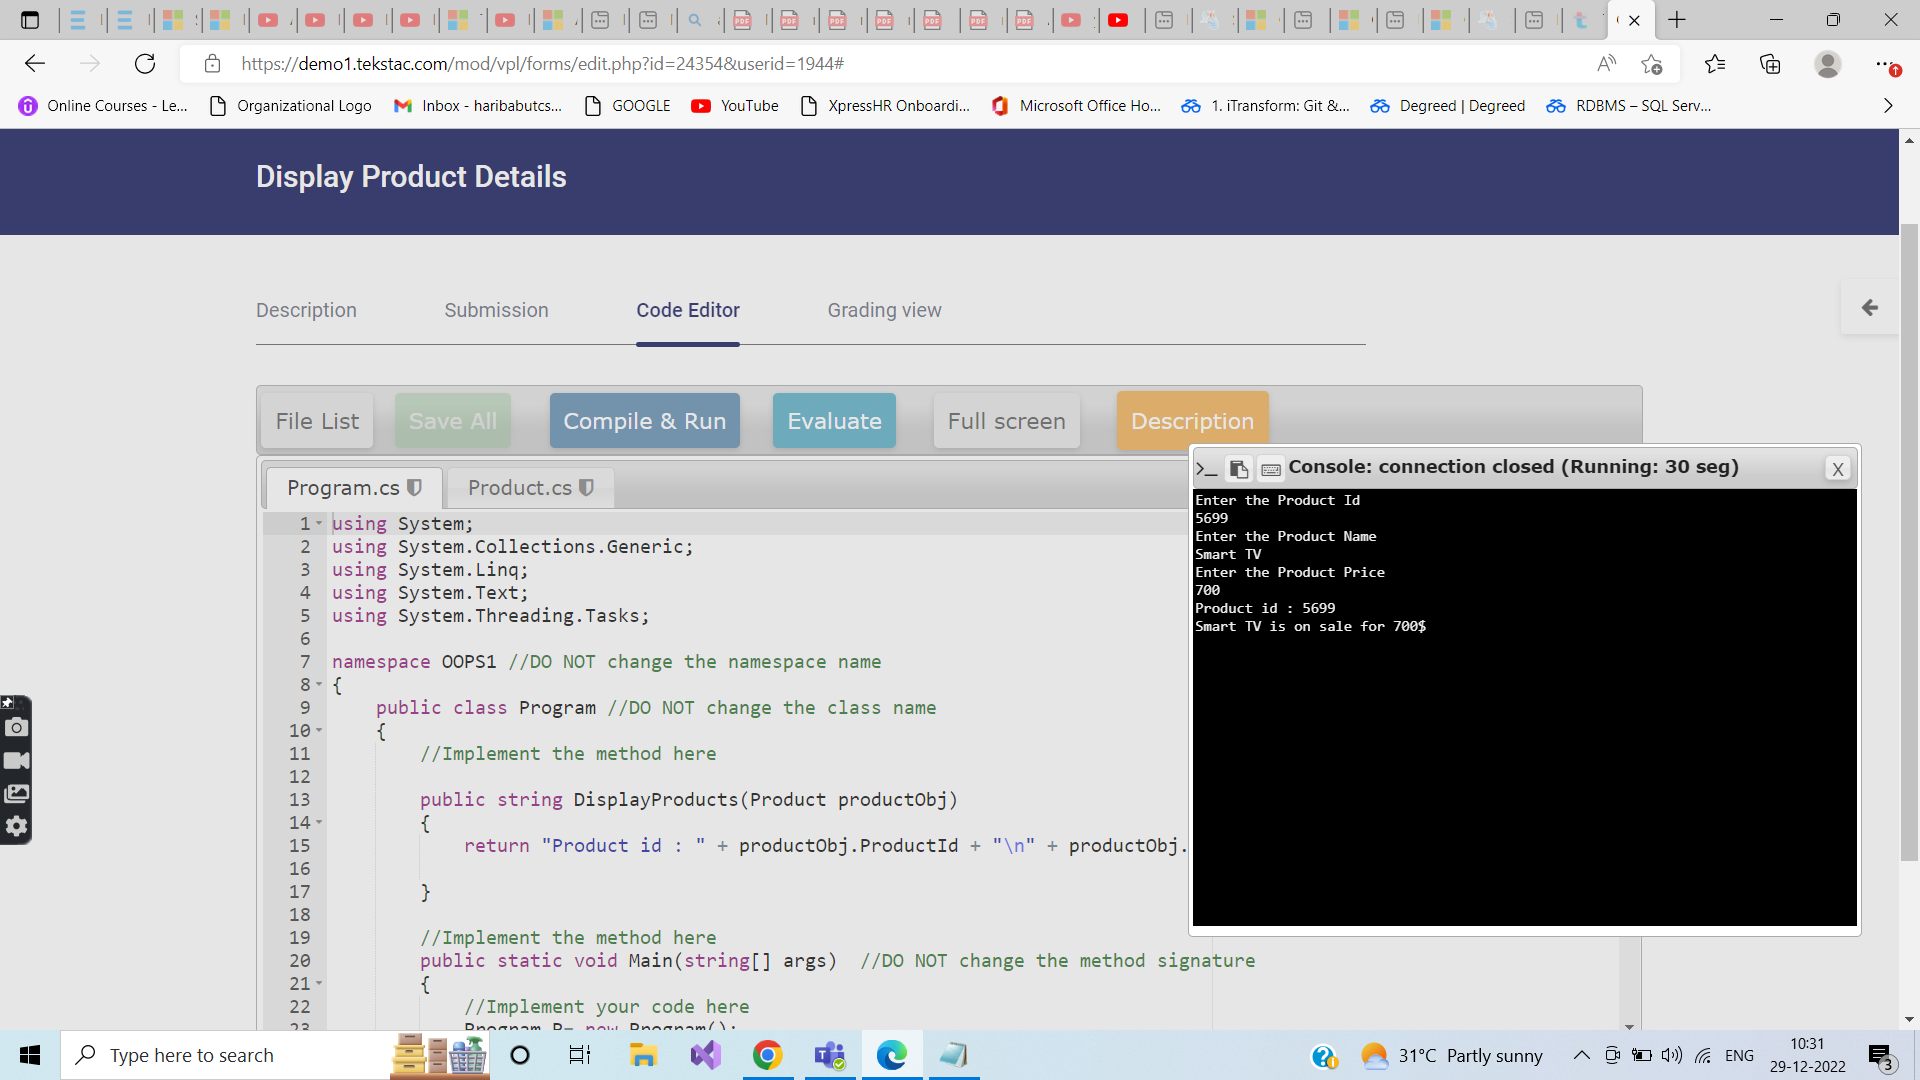 https://demo1.tekstac.com/mod/vpl/forms/edit.php?id=24354&userid=1944#
Online Courses - Le...
Organizational Logo
Inbox - haribabutcs...
GOOGLE
YouTube
XpressHR Onboardi...
Microsoft Office Ho...
1. iTransform: Git &...
Degreed | Degreed
RDBMS – SQL Serv...
Display Product Details
Description
Submission
Code Editor
Grading view
File List
Save All
Compile & Run
Evaluate
Full screen
Description
Program.cs
Product.cs
1 using System;
2 using System.Collections.Generic;
3 using System.Linq;
4 using System.Text;
5 using System.Threading.Tasks;
6
7 namespace OOPS1 //DO NOT change the namespace name
8 {
9 public class Program //DO NOT change the class name
10 {
11 //Implement the method here
12
13 public string DisplayProducts(Product productObj)
14 {
15 return "Product id : " + productObj.ProductId + "\n" + productObj.
16
17 }
18
19 //Implement the method here
20 public static void Main(string[] args) //DO NOT change the method signature
21 {
22 //Implement your code here
23 Program P= new Program();
>_ Console: connection closed (Running: 30 seg) X
Enter the Product Id
5699
Enter the Product Name
Smart TV
Enter the Product Price
700
Product id : 5699
Smart TV is on sale for 700$
Type here to search
31°C Partly sunny
ENG
10:31
29-12-2022
3